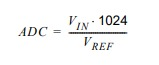 ADC = V_IN · 1024 / V_REF